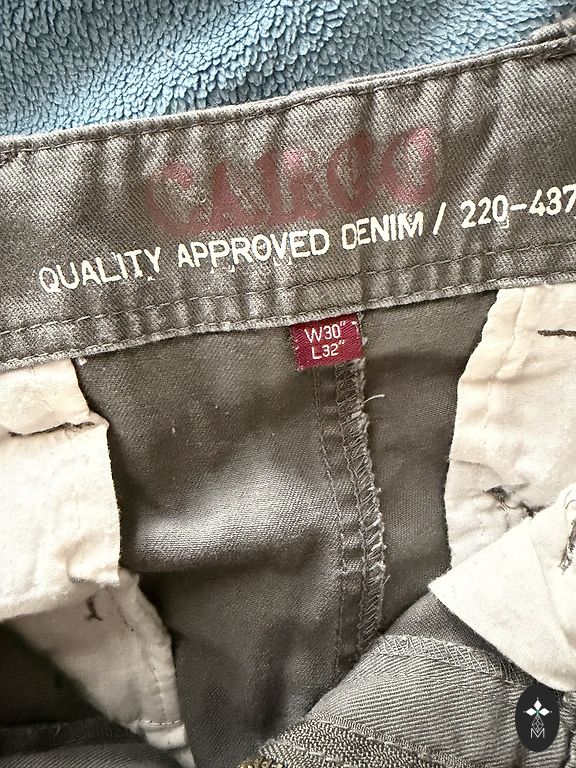 CARGO
QUALITY APPROVED DENIM / 220-437
W30"
L32"